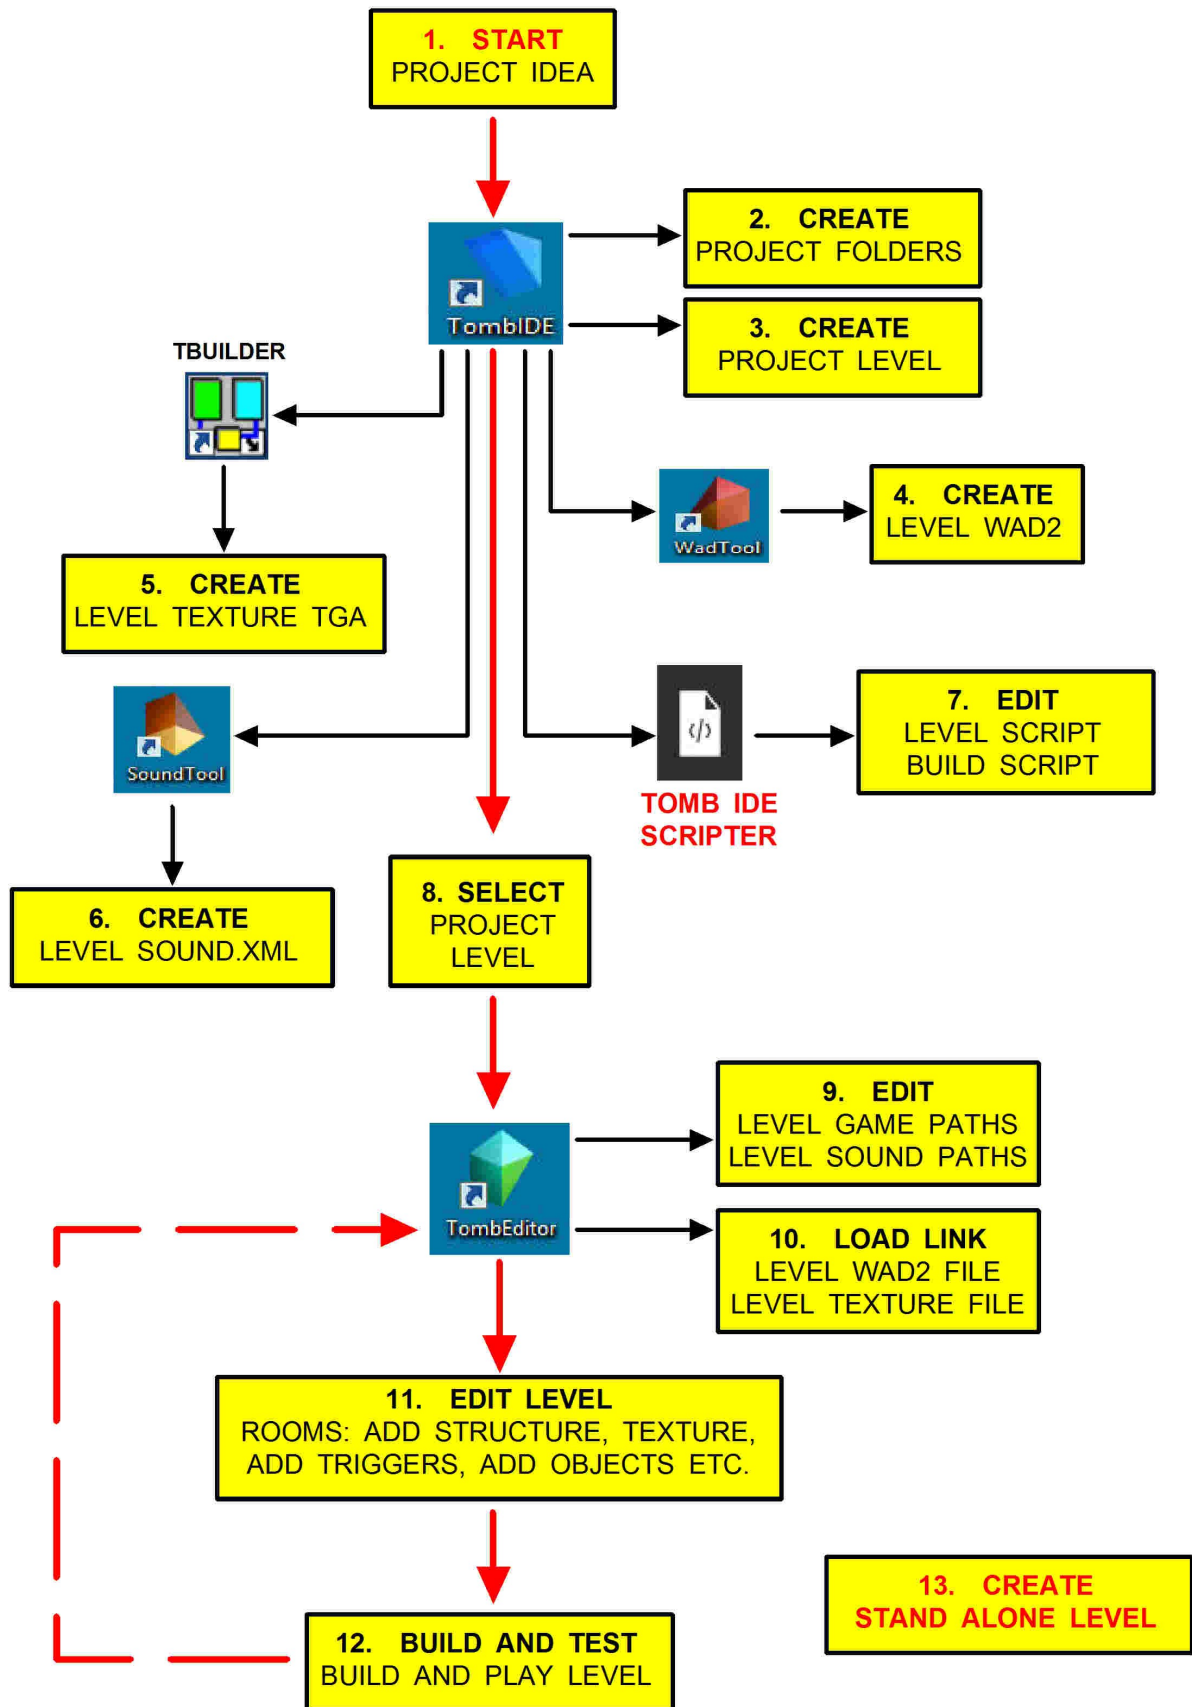 1. START
PROJECT IDEA
TombIDE
2. CREATE
PROJECT FOLDERS
3. CREATE
PROJECT LEVEL
TBUILDER
WadTool
4. CREATE
LEVEL WAD2
5. CREATE
LEVEL TEXTURE TGA
SoundTool
</>
TOMB IDE
SCRIPTER
7. EDIT
LEVEL SCRIPT
BUILD SCRIPT
6. CREATE
LEVEL SOUND.XML
8. SELECT
PROJECT
LEVEL
TombEditor
9. EDIT
LEVEL GAME PATHS
LEVEL SOUND PATHS
10. LOAD LINK
LEVEL WAD2 FILE
LEVEL TEXTURE FILE
11. EDIT LEVEL
ROOMS: ADD STRUCTURE, TEXTURE,
ADD TRIGGERS, ADD OBJECTS ETC.
12. BUILD AND TEST
BUILD AND PLAY LEVEL
13. CREATE
STAND ALONE LEVEL